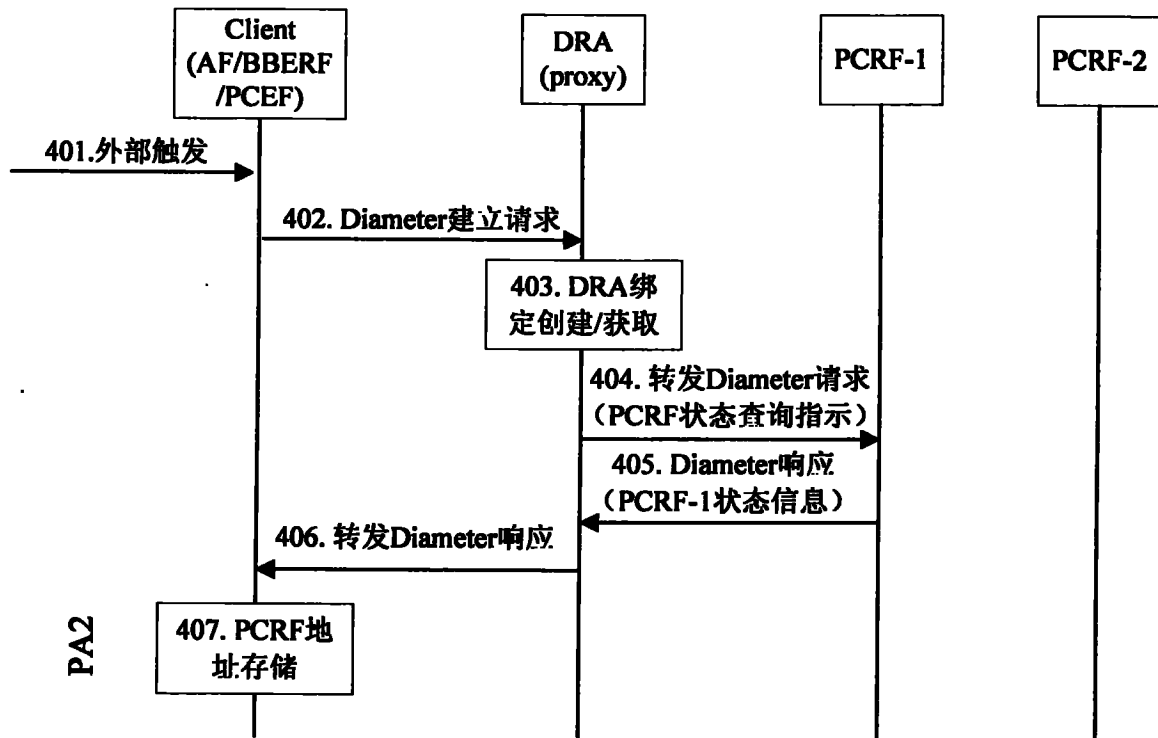 Client
(AF/BBERF
/PCEF)
DRA
(proxy)
PCRF-1
PCRF-2
401.外部触发
402. Diameter建立请求
403. DRA绑
定创建/获取
404. 转发Diameter请求
（PCRF状态查询指示）
405. Diameter响应
（PCRF-1状态信息）
406. 转发Diameter响应
407. PCRF地
址存储
PA2